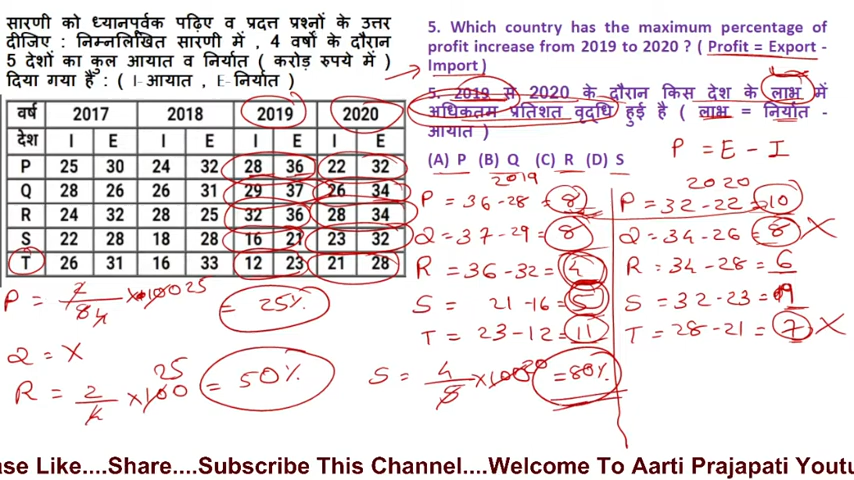 सारणी को ध्यानपूर्वक पढ़िए व प्रदत्त प्रश्नों के उत्तर
दीजिए : निम्नलिखित सारणी में , 4 वर्षों के दौरान
5 देशों का कुल आयात व निर्यात ( करोड़ रुपये में )
दिया गया है : ( I- आयात , E-निर्यात )
वर्ष 2017 2018 2019 2020
देश I E I E I E I E
P 25 30 24 32 28 36 22 32
Q 28 26 26 31 29 37 26 34
R 24 32 28 25 32 36 28 34
S 22 28 18 28 16 21 23 32
T 26 31 16 33 12 23 21 28
5. Which country has the maximum percentage of
profit increase from 2019 to 2020 ? ( Profit = Export -
Import )
5. 2019 से 2020 के दौरान किस देश के लाभ में
अधिकतम प्रतिशत वृद्धि हुई है ( लाभ = निर्यात -
आयात )
(A) P (B) Q (C) R (D) S
P = E - I
2019
P = 36-28 = 8
Q = 37-29 = 8
R = 36-32 = 4
S = 21-16 = 5
T = 23-12 = 11
2020
P = 32-22 = 10
Q = 34-26 = 8 X
R = 34-28 = 6
S = 32-23 = 9
T = 28-21 = 7 X
P = 2/8 4 × 100 25 = 25%
Q = X
R = 2/4 × 100 25 = 50%
S = 4/5 × 100 20 = 80%
ase Like....Share....Subscribe This Channel....Welcome To Aarti Prajapati Youtu